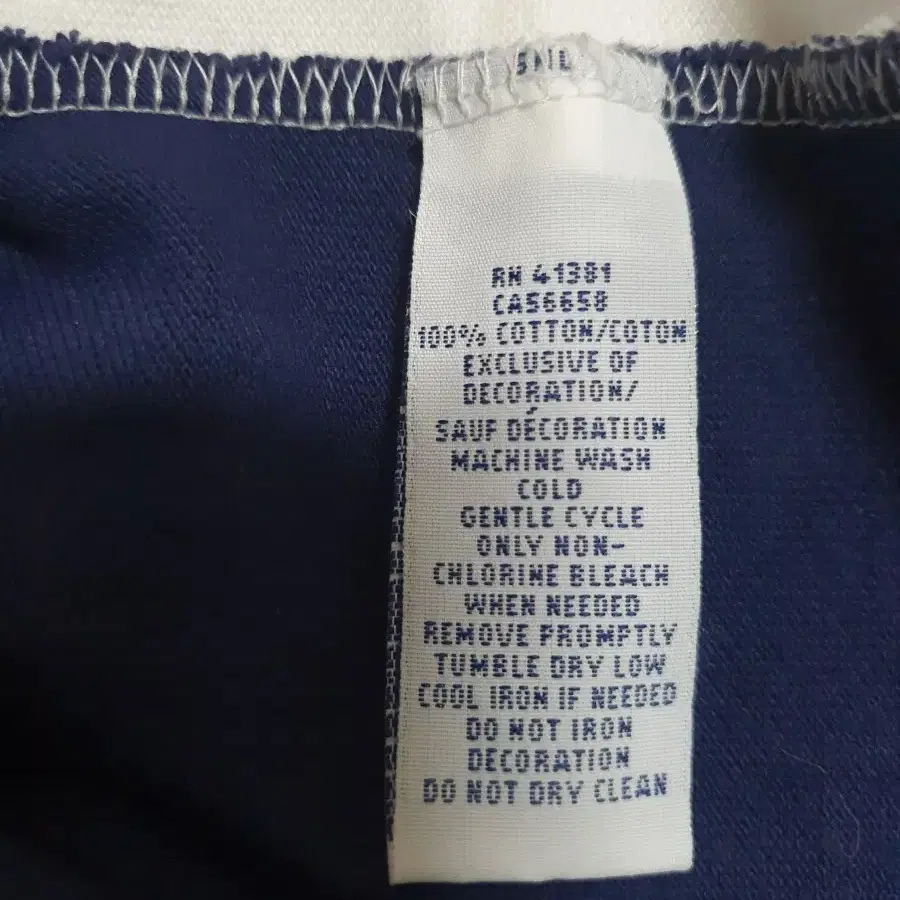 RN 41381
CA56658
100% COTTON/COTON
EXCLUSIVE OF
DECORATION/
SAUF DÉCORATION
MACHINE WASH
COLD
GENTLE CYCLE
ONLY NON-
CHLORINE BLEACH
WHEN NEEDED
REMOVE PROMPTLY
TUMBLE DRY LOW
COOL IRON IF NEEDED
DO NOT IRON
DECORATION
DO NOT DRY CLEAN